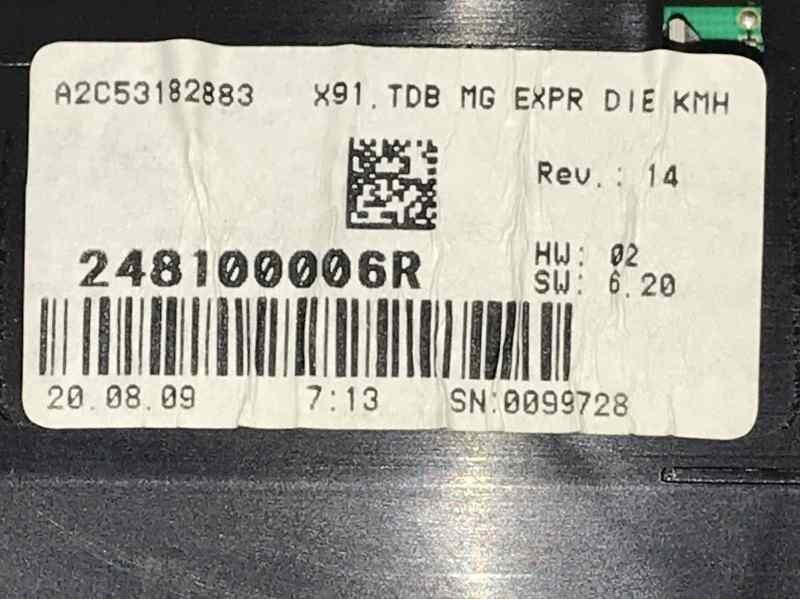 A2C53182883 X91.TDB MG EXPR DIE KMH
Rev.: 14
248100006R
HW: 02
SW: 6.20
20.08.09 7:13 SN:0099728